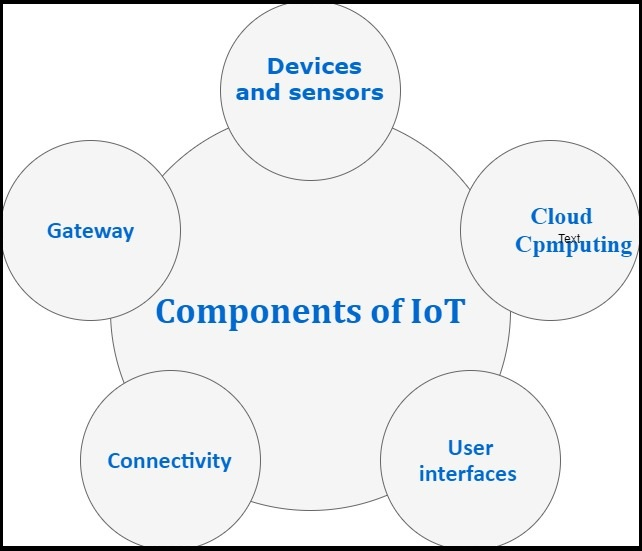 Devices
and sensors
Gateway
Cloud
Cpmputing
Text
Components of IoT
Connectivity
User
interfaces